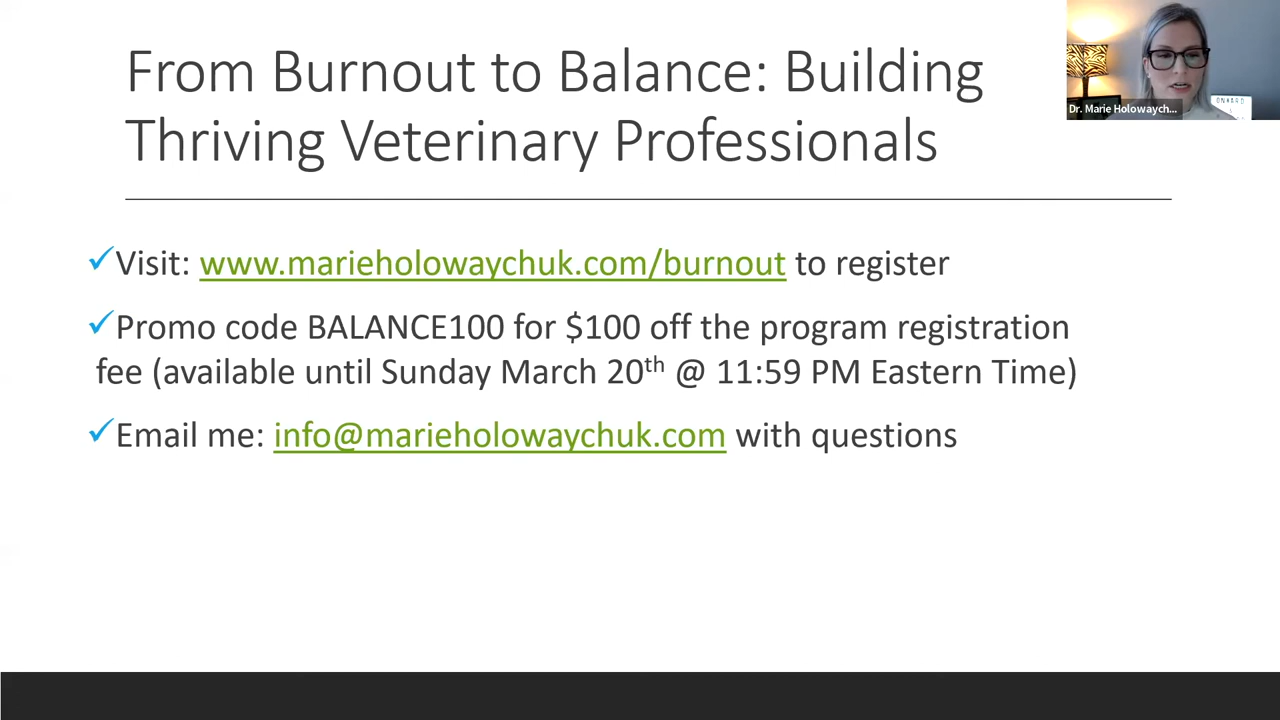 From Burnout to Balance: Building
Thriving Veterinary Professionals
Visit: www.marieholowaychuk.com/burnout to register
Promo code BALANCE100 for $100 off the program registration
fee (available until Sunday March 20th @ 11:59 PM Eastern Time)
Email me: info@marieholowaychuk.com with questions
Dr. Marie Holowaych...
ONWARD